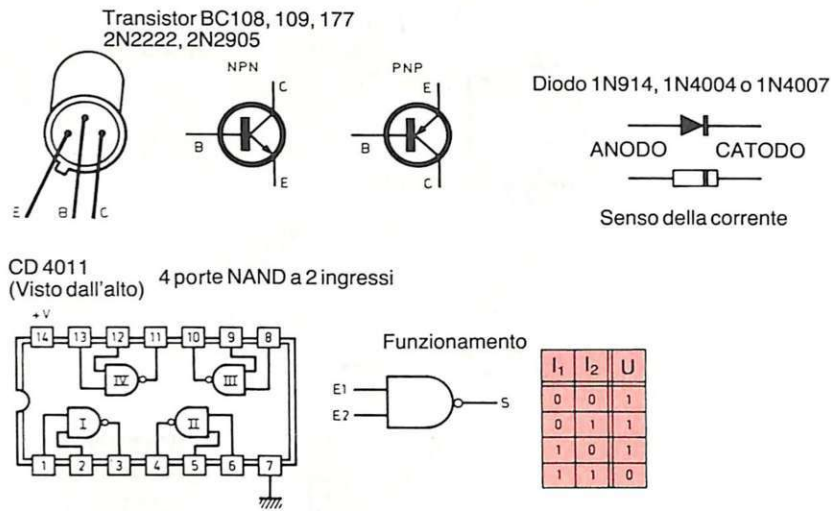 Transistor BC108, 109, 177
2N2222, 2N2905
NPN
PNP
C
E
B
B
E
C
E B C
Diodo 1N914, 1N4004 o 1N4007
ANODO CATODO
Senso della corrente
CD 4011
(Visto dall'alto)
4 porte NAND a 2 ingressi
+V
14 13 12 11 10 9 8
IV III
I II
1 2 3 4 5 6 7
Funzionamento
E1
E2
S
I1 I2 U
0 0 1
0 1 1
1 0 1
1 1 0